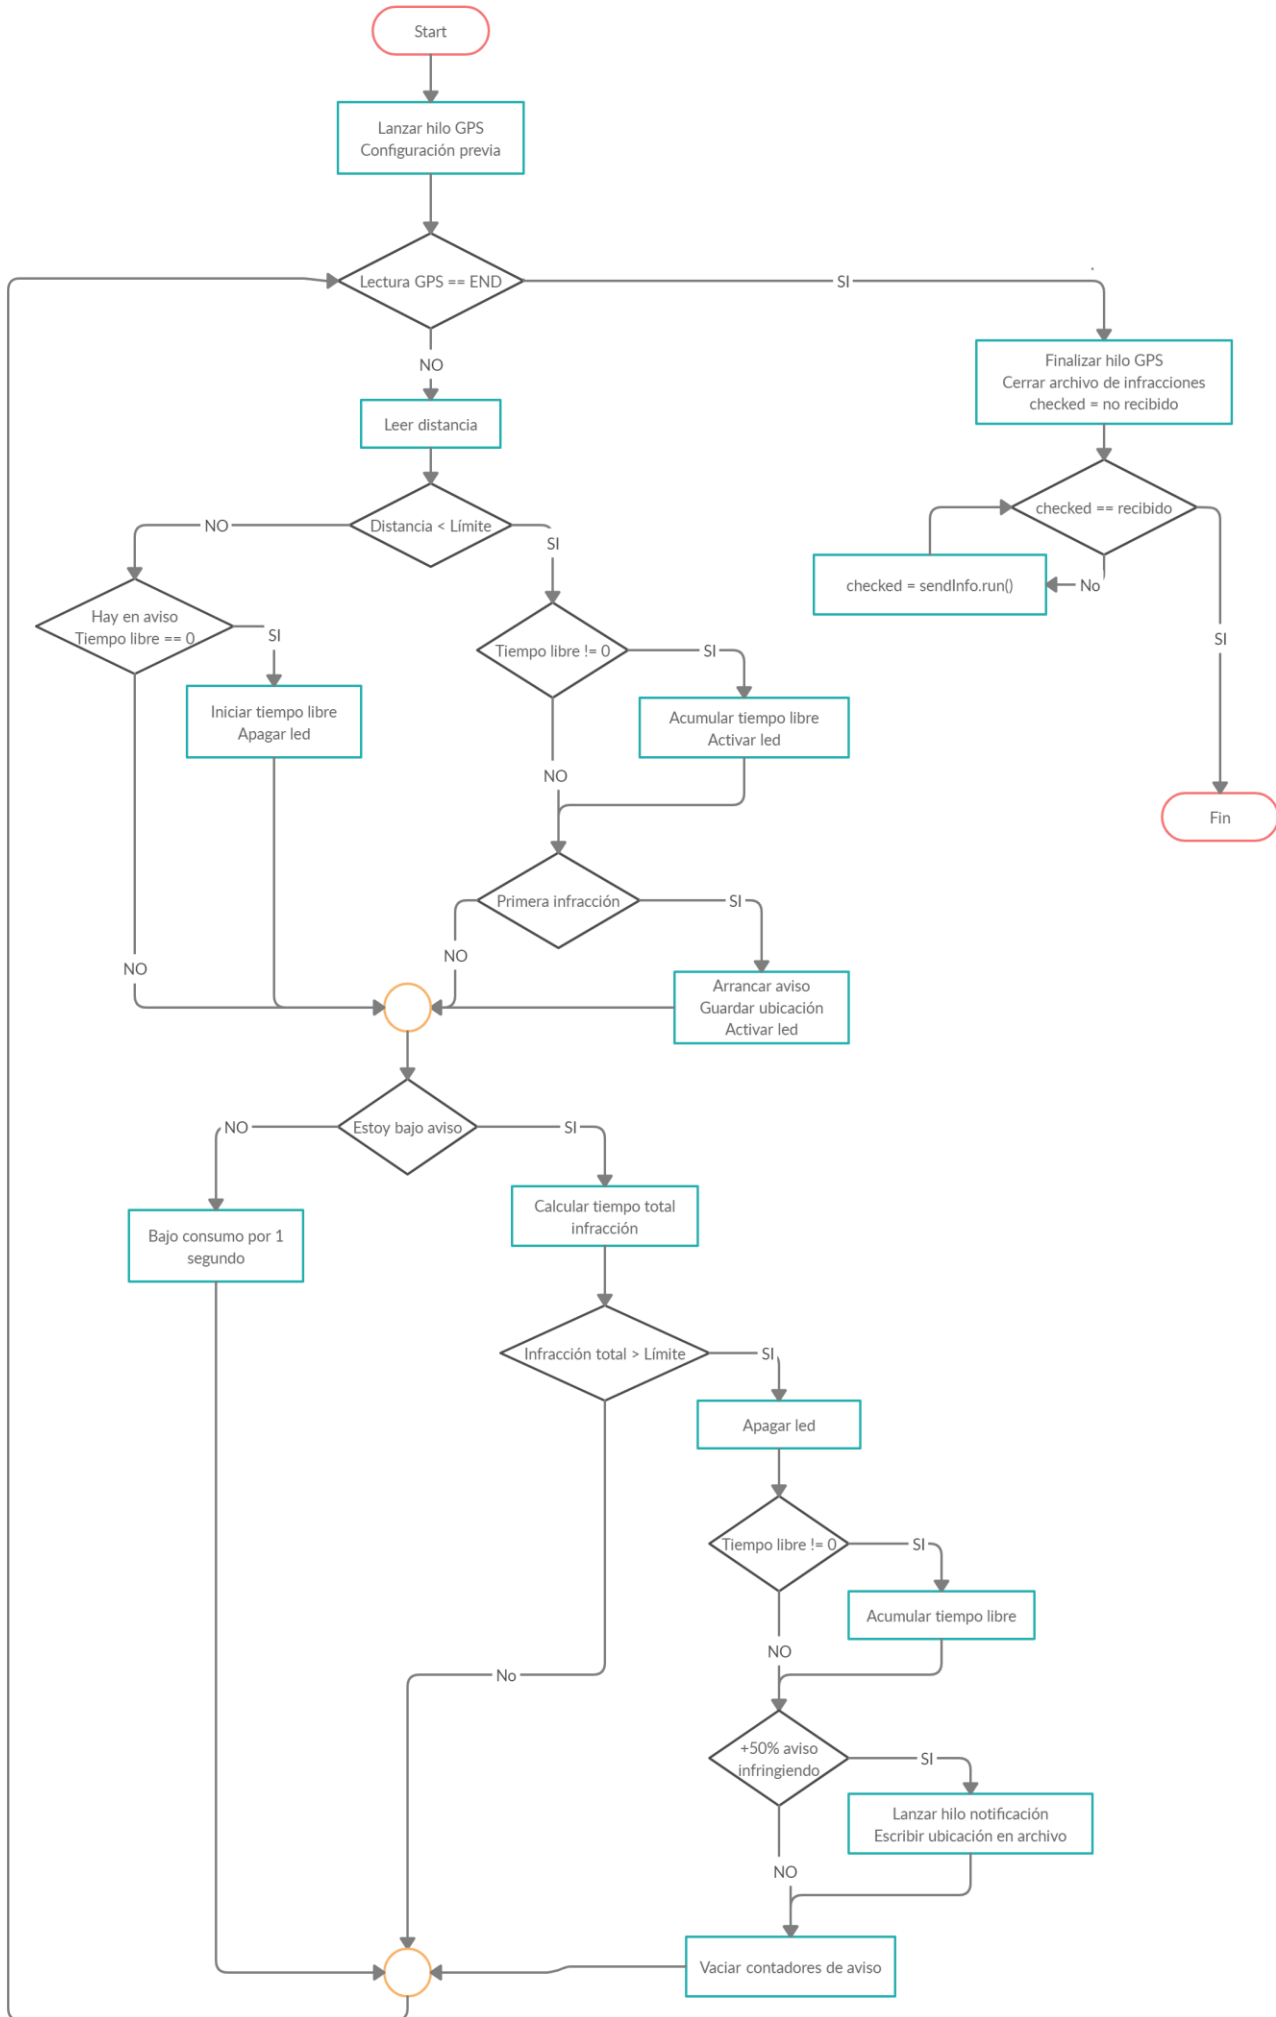 Start
Lanzar hilo GPS
Configuración previa
Lectura GPS == END
SI
NO
Finalizar hilo GPS
Cerrar archivo de infracciones
checked = no recibido
Leer distancia
checked == recibido
NO
Distancia < Límite
SI
checked = sendInfo.run()
No
Hay en aviso
Tiempo libre == 0
SI
Tiempo libre != 0
SI
SI
Iniciar tiempo libre
Apagar led
Acumular tiempo libre
Activar led
NO
Fin
Primera infracción
SI
NO
NO
Arrancar aviso
Guardar ubicación
Activar led
NO
Estoy bajo aviso
SI
Calcular tiempo total
infracción
Bajo consumo por 1
segundo
Infracción total > Límite
SI
Apagar led
Tiempo libre != 0
SI
Acumular tiempo libre
NO
No
+50% aviso
infringiendo
SI
Lanzar hilo notificación
Escribir ubicación en archivo
NO
Vaciar contadores de aviso